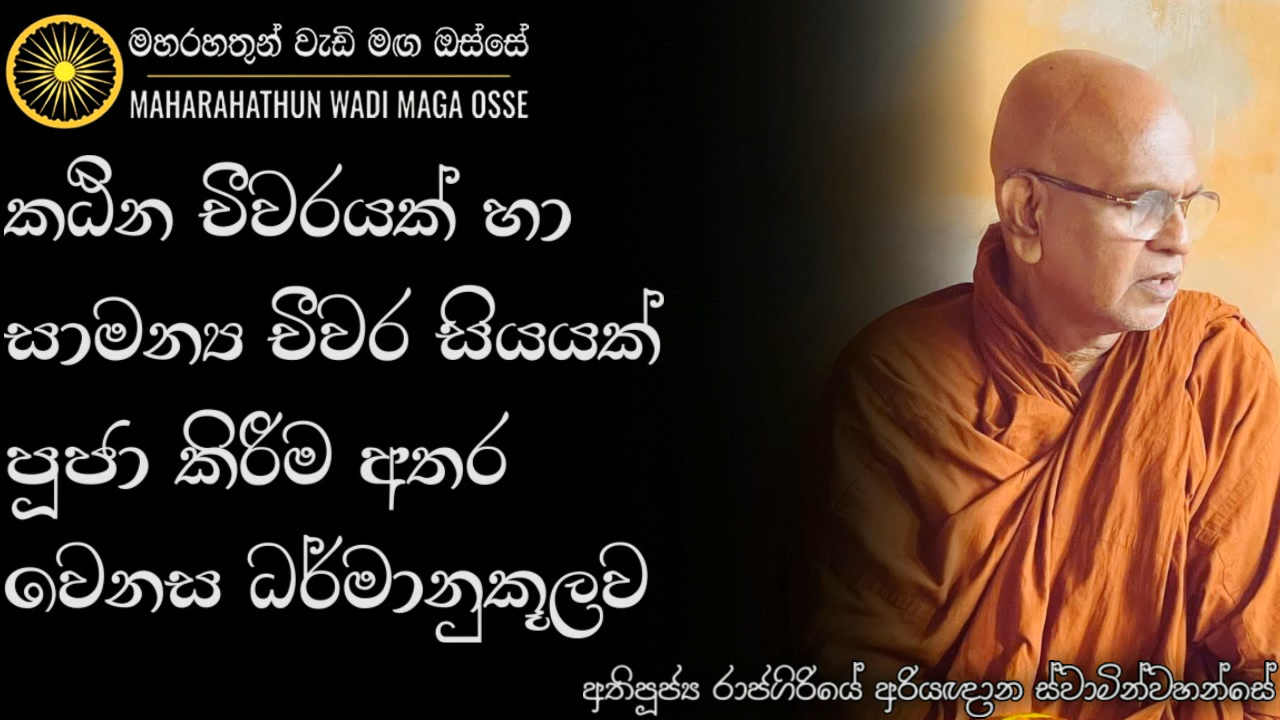 මහරහතුන් වැඩි මඟ ඔස්සේ
MAHARAHATHUN WADI MAGA OSSE
කඨින චීවරයක් හා
සාමන්‍ය චීවර සියයක්
පූජා කිරීම අතර
වෙනස ධර්මානුකූලව
අතිපූජ්‍ය රාජගිරියේ අරියඥාන ස්වාමින්වහන්සේ